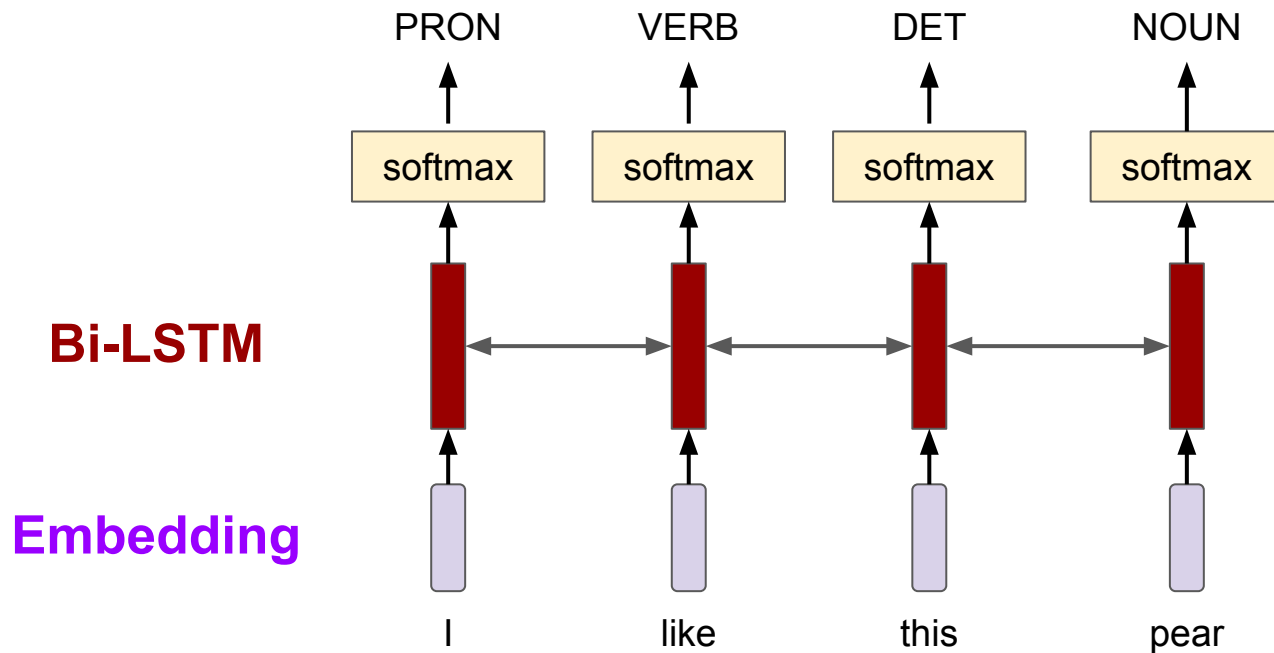 PRON VERB DET NOUN
softmax softmax softmax softmax
Bi-LSTM
Embedding
I like this pear